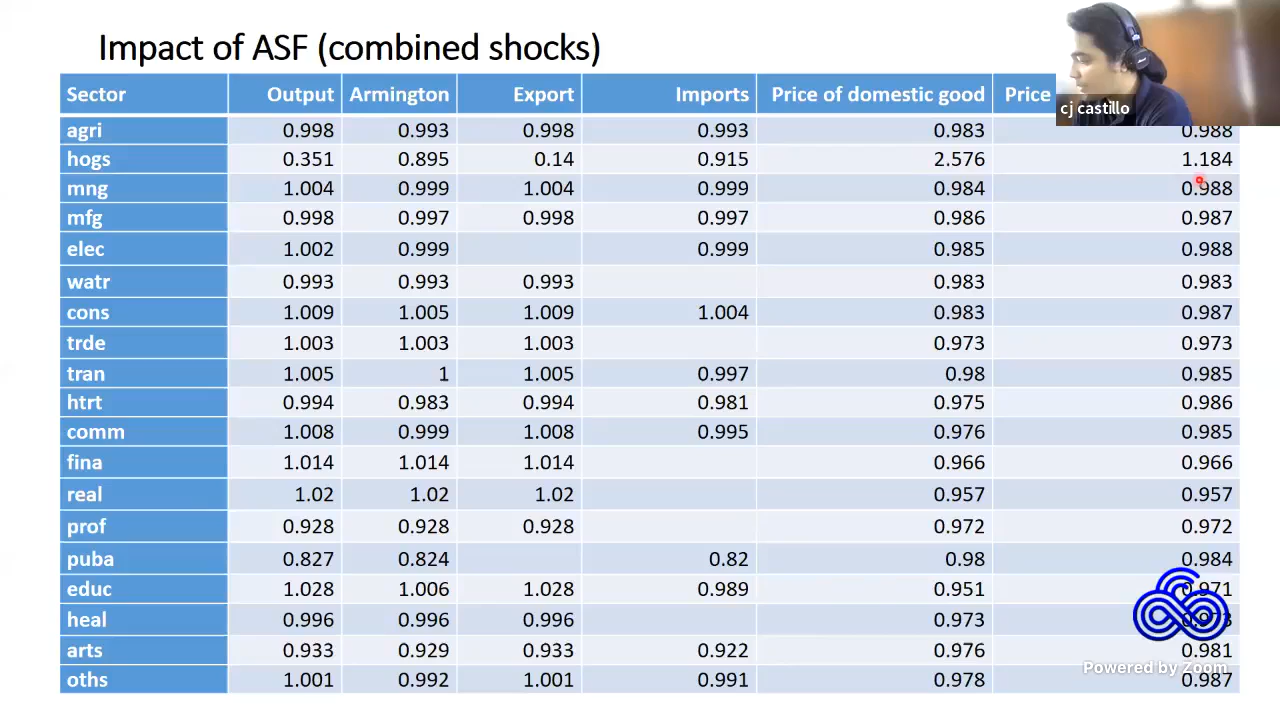 Impact of ASF (combined shocks)
cj castillo
Sector Output Armington Export Imports Price of domestic good Price
agri 0.998 0.993 0.998 0.993 0.983 0.988
hogs 0.351 0.895 0.14 0.915 2.576 1.184
mng 1.004 0.999 1.004 0.999 0.984 0.988
mfg 0.998 0.997 0.998 0.997 0.986 0.987
elec 1.002 0.999 0.999 0.985 0.988
watr 0.993 0.993 0.993 0.983 0.983
cons 1.009 1.005 1.009 1.004 0.983 0.987
trde 1.003 1.003 1.003 0.973 0.973
tran 1.005 1 1.005 0.997 0.98 0.985
htrt 0.994 0.983 0.994 0.981 0.975 0.986
comm 1.008 0.999 1.008 0.995 0.976 0.985
fina 1.014 1.014 1.014 0.966 0.966
real 1.02 1.02 1.02 0.957 0.957
prof 0.928 0.928 0.928 0.972 0.972
puba 0.827 0.824 0.82 0.98 0.984
educ 1.028 1.006 1.028 0.989 0.951 0.971
heal 0.996 0.996 0.996 0.973 0.973
arts 0.933 0.929 0.933 0.922 0.976 0.981
Powered by Zoom
oths 1.001 0.992 1.001 0.991 0.978 0.987